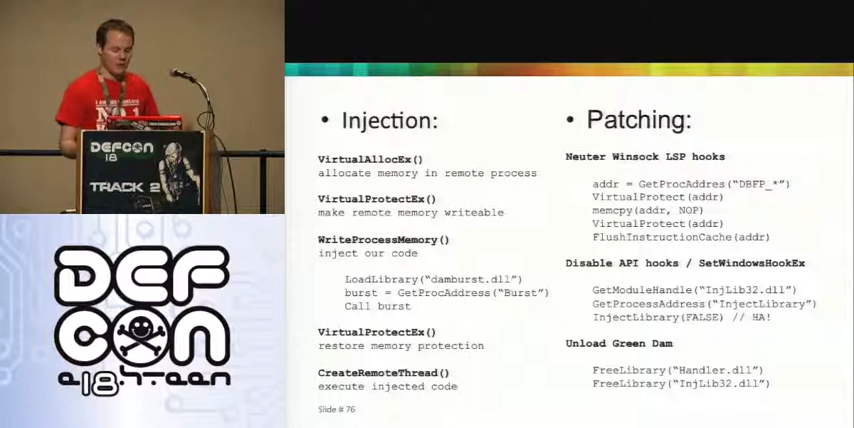 DEFCON
18
TRACK 2
DEF
CON
e18hteen
• Injection:
VirtualAllocEx()
allocate memory in remote process
VirtualProtectEx()
make remote memory writeable
WriteProcessMemory()
inject our code
LoadLibrary("damburst.dll")
burst = GetProcAddress("Burst")
Call burst
VirtualProtectEx()
restore memory protection
CreateRemoteThread()
execute injected code
Slide # 76
• Patching:
Neuter Winsock LSP hooks
addr = GetProcAddres("DBFP_*")
VirtualProtect(addr)
memcpy(addr, NOP)
VirtualProtect(addr)
FlushInstructionCache(addr)
Disable API hooks / SetWindowsHookEx
GetModuleHandle("InjLib32.dll")
GetProcessAddress("InjectLibrary")
InjectLibrary(FALSE) // HA!
Unload Green Dam
FreeLibrary("Handler.dll")
FreeLibrary("InjLib32.dll")